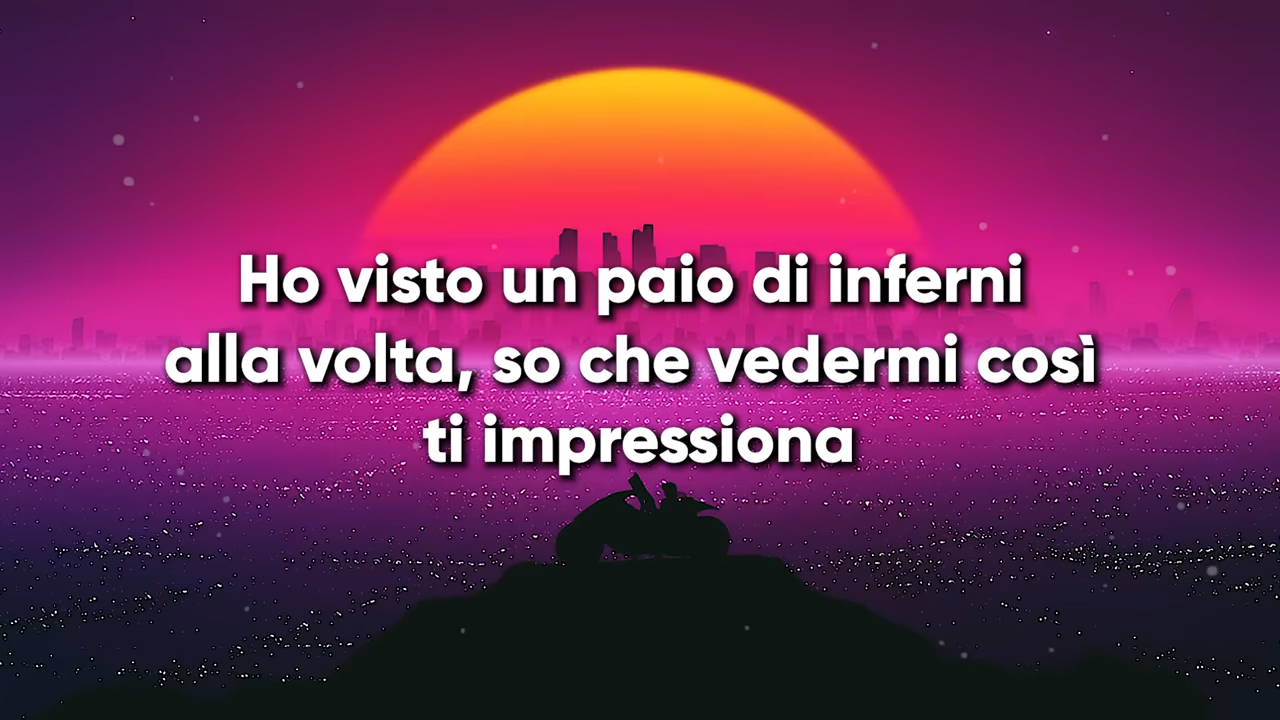 Ho visto un paio di inferni
alla volta, so che vedermi così
ti impressiona